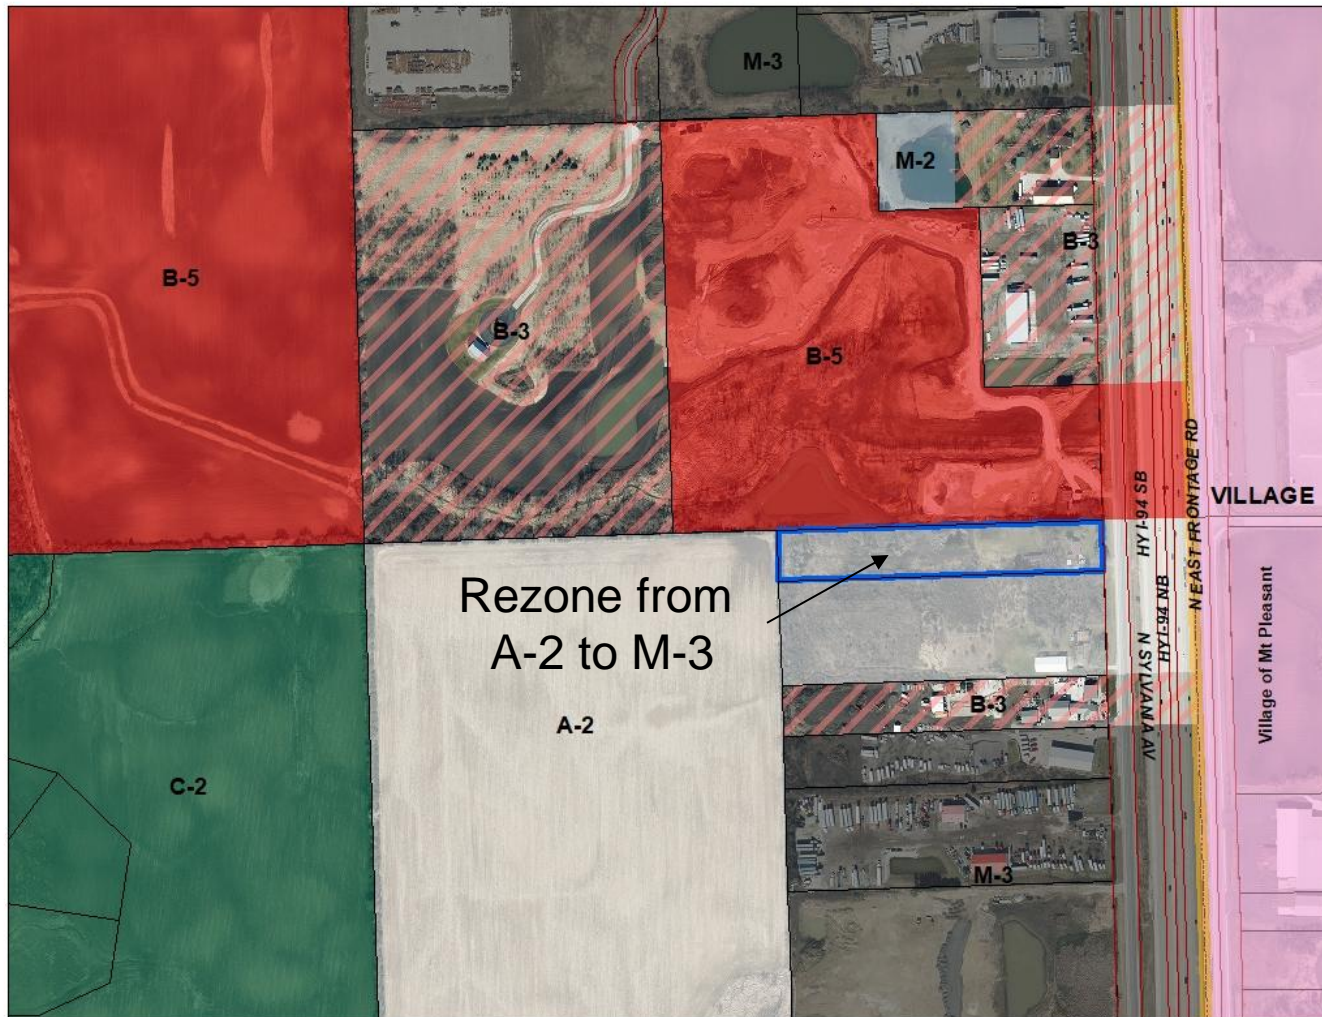 M-3
M-2
B-3
B-5
B-3
B-5
HY I-94 SB
N EAST FRONTAGE RD
VILLAGE
HY I-94 NB
N SYLVANIA AV
Village of Mt Pleasant
Rezone from
A-2 to M-3
B-3
A-2
C-2
M-3